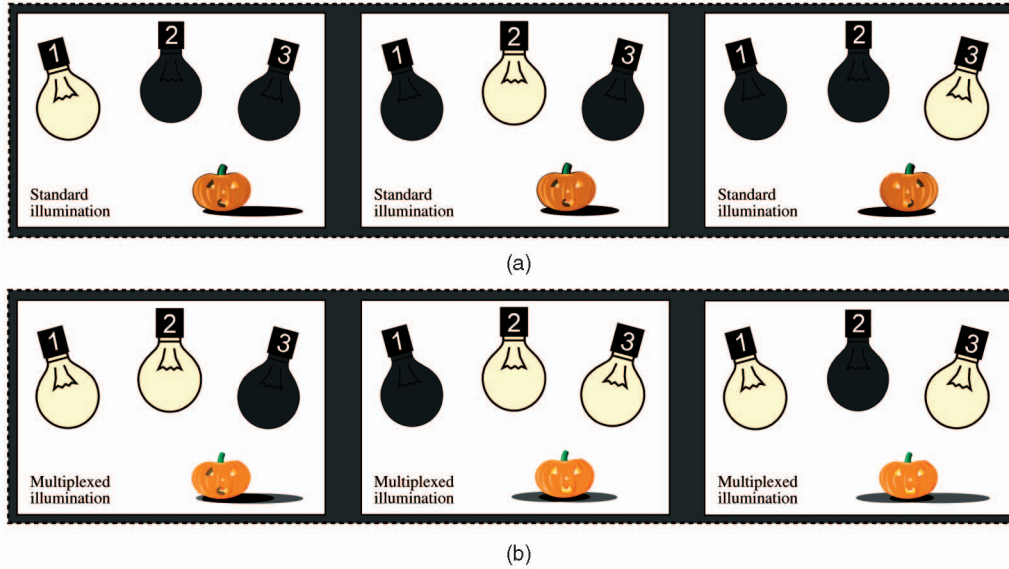 1 2 3
Standard
illumination
1 2 3
Standard
illumination
1 2 3
Standard
illumination
(a)
1 2 3
Multiplexed
illumination
1 2 3
Multiplexed
illumination
1 2 3
Multiplexed
illumination
(b)